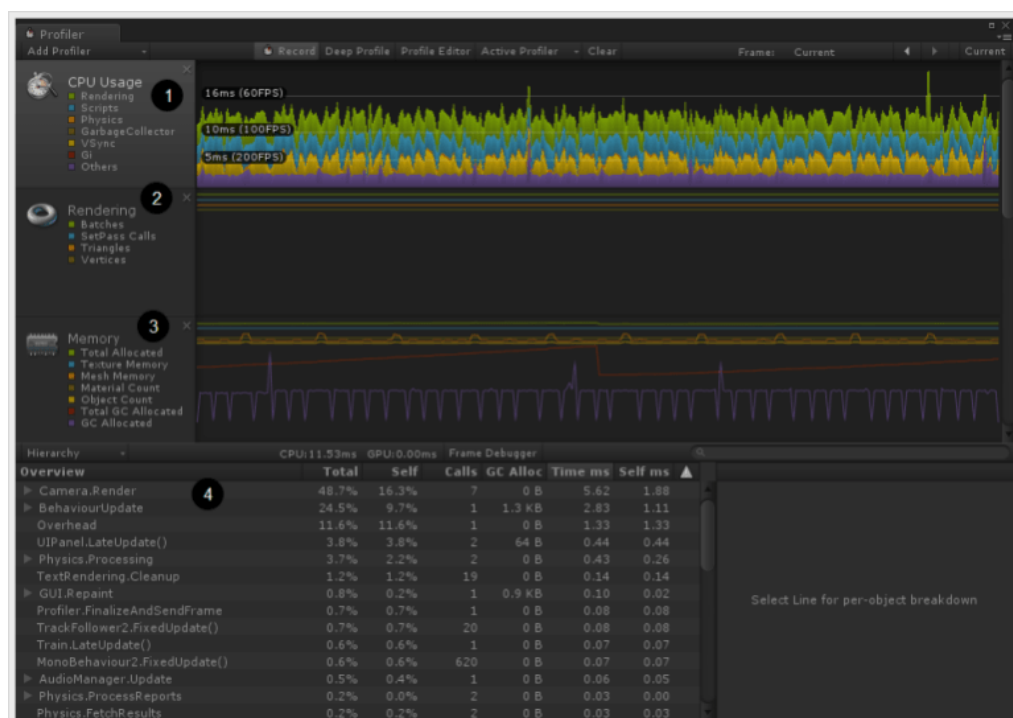 Profiler
Add Profiler Record Deep Profile Profile Editor Active Profiler Clear Frame: Current Current
CPU Usage
1
Rendering
Scripts
Physics
GarbageCollector
VSync
Gi
Others
16ms (60FPS)
10ms (100FPS)
5ms (200FPS)
2
Rendering
Batches
SetPass Calls
Triangles
Vertices
3
Memory
Total Allocated
Texture Memory
Mesh Memory
Material Count
Object Count
Total GC Allocated
GC Allocated
Hierarchy CPU:11.53ms GPU:0.00ms Frame Debugger
Overview Total Self Calls GC Alloc Time ms Self ms
4
Camera.Render 48.7% 16.3% 7 0 B 5.62 1.88
BehaviourUpdate 24.5% 9.7% 1 1.3 KB 2.83 1.11
Overhead 11.6% 11.6% 1 0 B 1.33 1.33
UIPanel.LateUpdate() 3.8% 3.8% 2 64 B 0.44 0.44
Physics.Processing 3.7% 2.2% 2 0 B 0.43 0.26
TextRendering.Cleanup 1.2% 1.2% 19 0 B 0.14 0.14
GUI.Repaint 0.8% 0.2% 1 0.9 KB 0.10 0.02
Profiler.FinalizeAndSendFrame 0.7% 0.7% 1 0 B 0.08 0.08
TrackFollower2.FixedUpdate() 0.7% 0.7% 20 0 B 0.08 0.08
Train.LateUpdate() 0.6% 0.6% 1 0 B 0.07 0.07
MonoBehaviour2.FixedUpdate() 0.6% 0.6% 620 0 B 0.07 0.07
AudioManager.Update 0.5% 0.4% 1 0 B 0.06 0.05
Physics.ProcessReports 0.2% 0.0% 2 0 B 0.03 0.00
Physics.FetchResults 0.2% 0.2% 2 0 B 0.03 0.03
Select Line for per-object breakdown